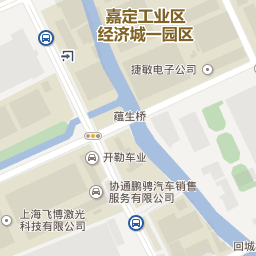 嘉定工业区
经济城一园区
捷敏电子公司
蕴生桥
开勒车业
协通鹏骋汽车销售
服务有限公司
上海飞博激光
科技有限公司
回城